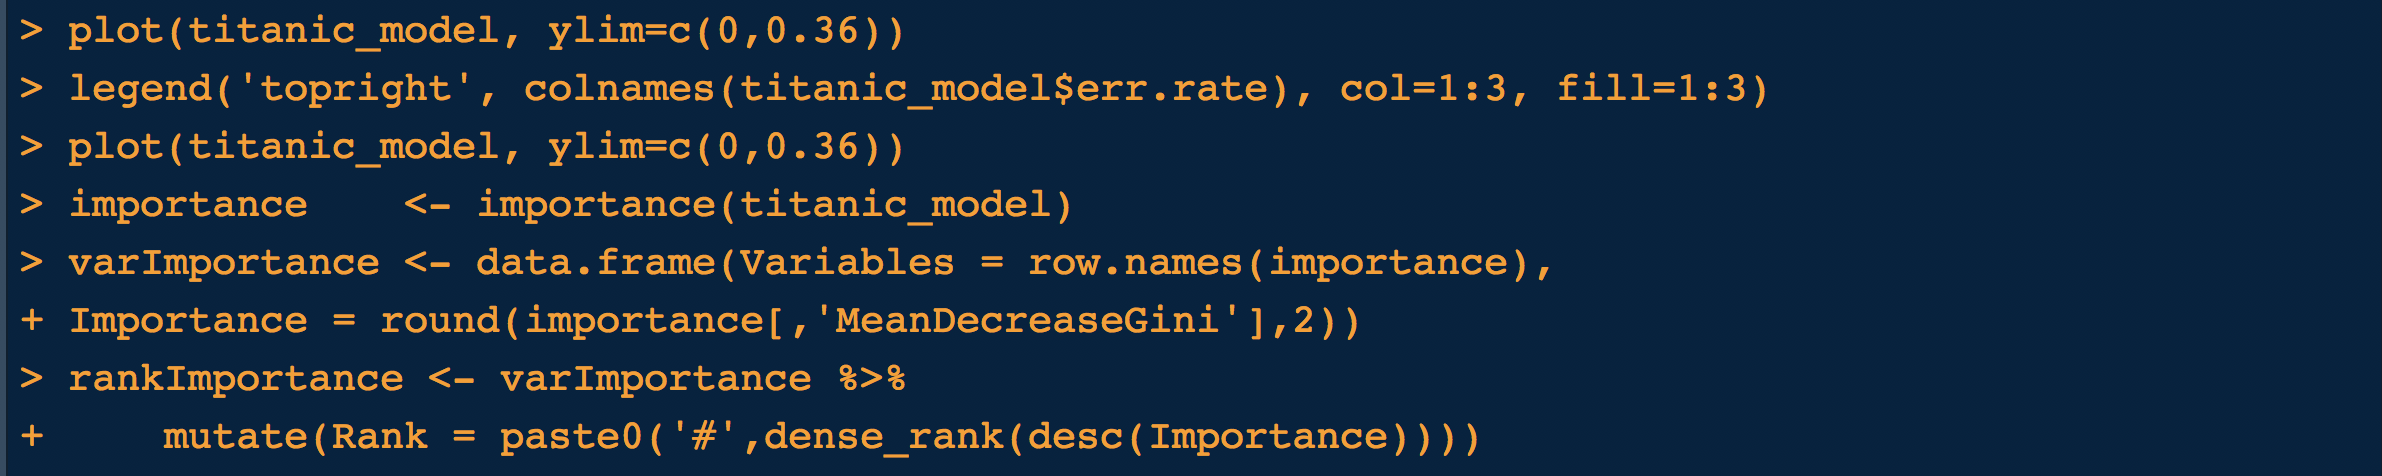 > plot(titanic_model, ylim=c(0,0.36))
> legend('topright', colnames(titanic_model$err.rate), col=1:3, fill=1:3)
> plot(titanic_model, ylim=c(0,0.36))
> importance    <- importance(titanic_model)
> varImportance <- data.frame(Variables = row.names(importance),
+ Importance = round(importance[,'MeanDecreaseGini'],2))
> rankImportance <- varImportance %>%
+     mutate(Rank = paste0('#',dense_rank(desc(Importance))))